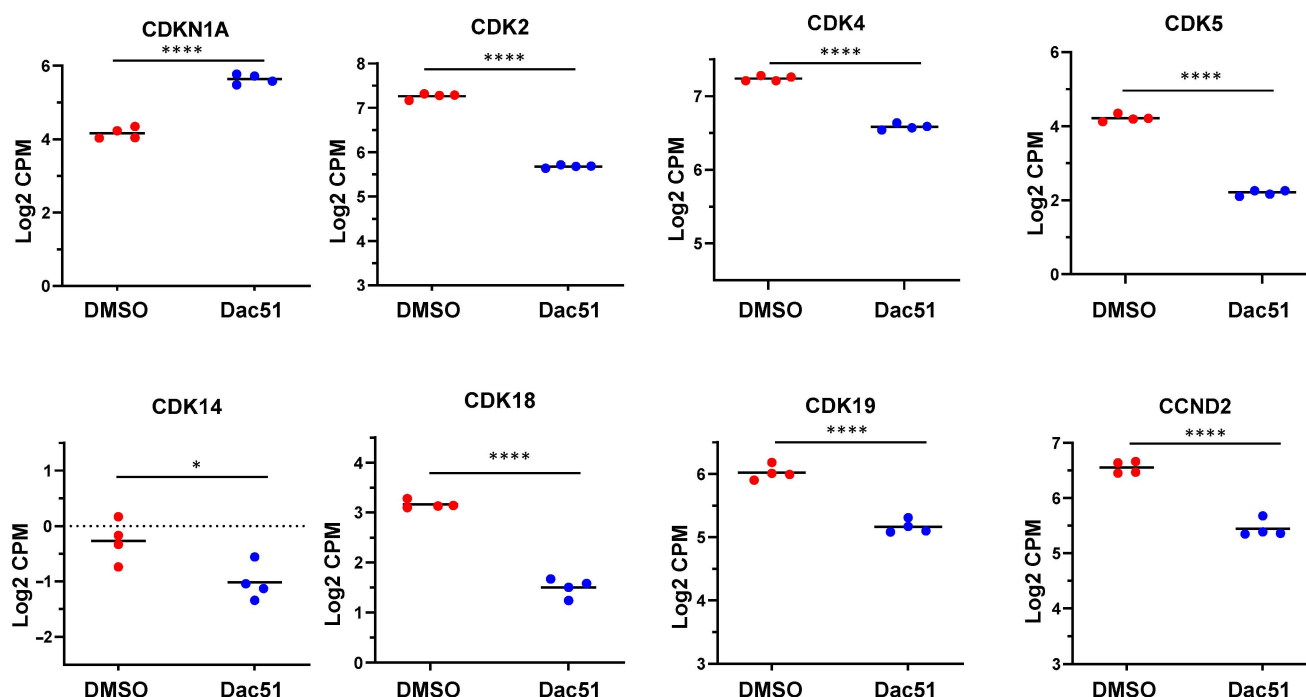 CDKN1A
****
Log2 CPM
6
4
2
0
DMSO
Dac51
CDK2
****
Log2 CPM
8
7
6
5
4
3
DMSO
Dac51
CDK4
****
Log2 CPM
7
6
5
DMSO
Dac51
CDK5
****
Log2 CPM
6
4
2
0
DMSO
Dac51
CDK14
*
Log2 CPM
1
0
-1
-2
DMSO
Dac51
CDK18
****
Log2 CPM
4
3
2
1
0
DMSO
Dac51
CDK19
****
Log2 CPM
6
5
4
3
DMSO
Dac51
CCND2
****
Log2 CPM
7
6
5
3
DMSO
Dac51